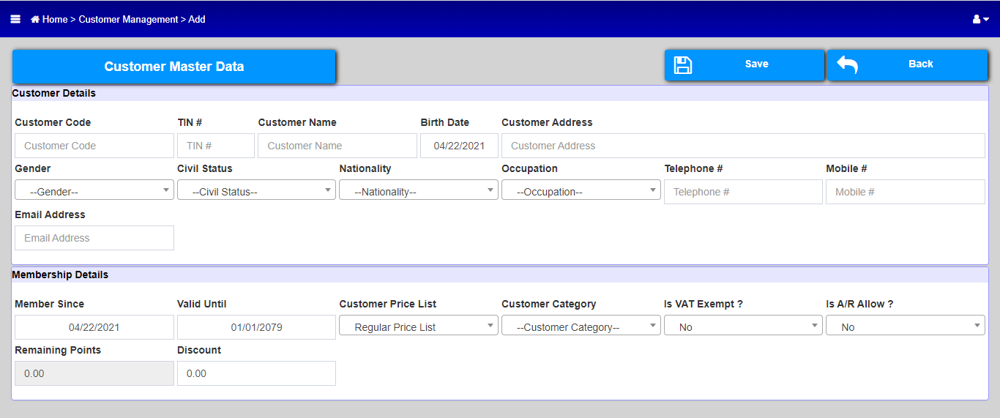 Home > Customer Management > Add
Customer Master Data Save Back
Customer Details
Customer Code TIN # Customer Name Birth Date Customer Address
Customer Code TIN # Customer Name 04/22/2021 Customer Address
Gender Civil Status Nationality Occupation Telephone # Mobile #
--Gender-- --Civil Status-- --Nationality-- --Occupation-- Telephone # Mobile #
Email Address
Email Address
Membership Details
Member Since Valid Until Customer Price List Customer Category Is VAT Exempt ? Is A/R Allow ?
04/22/2021 01/01/2079 Regular Price List --Customer Category-- No No
Remaining Points Discount
0.00 0.00